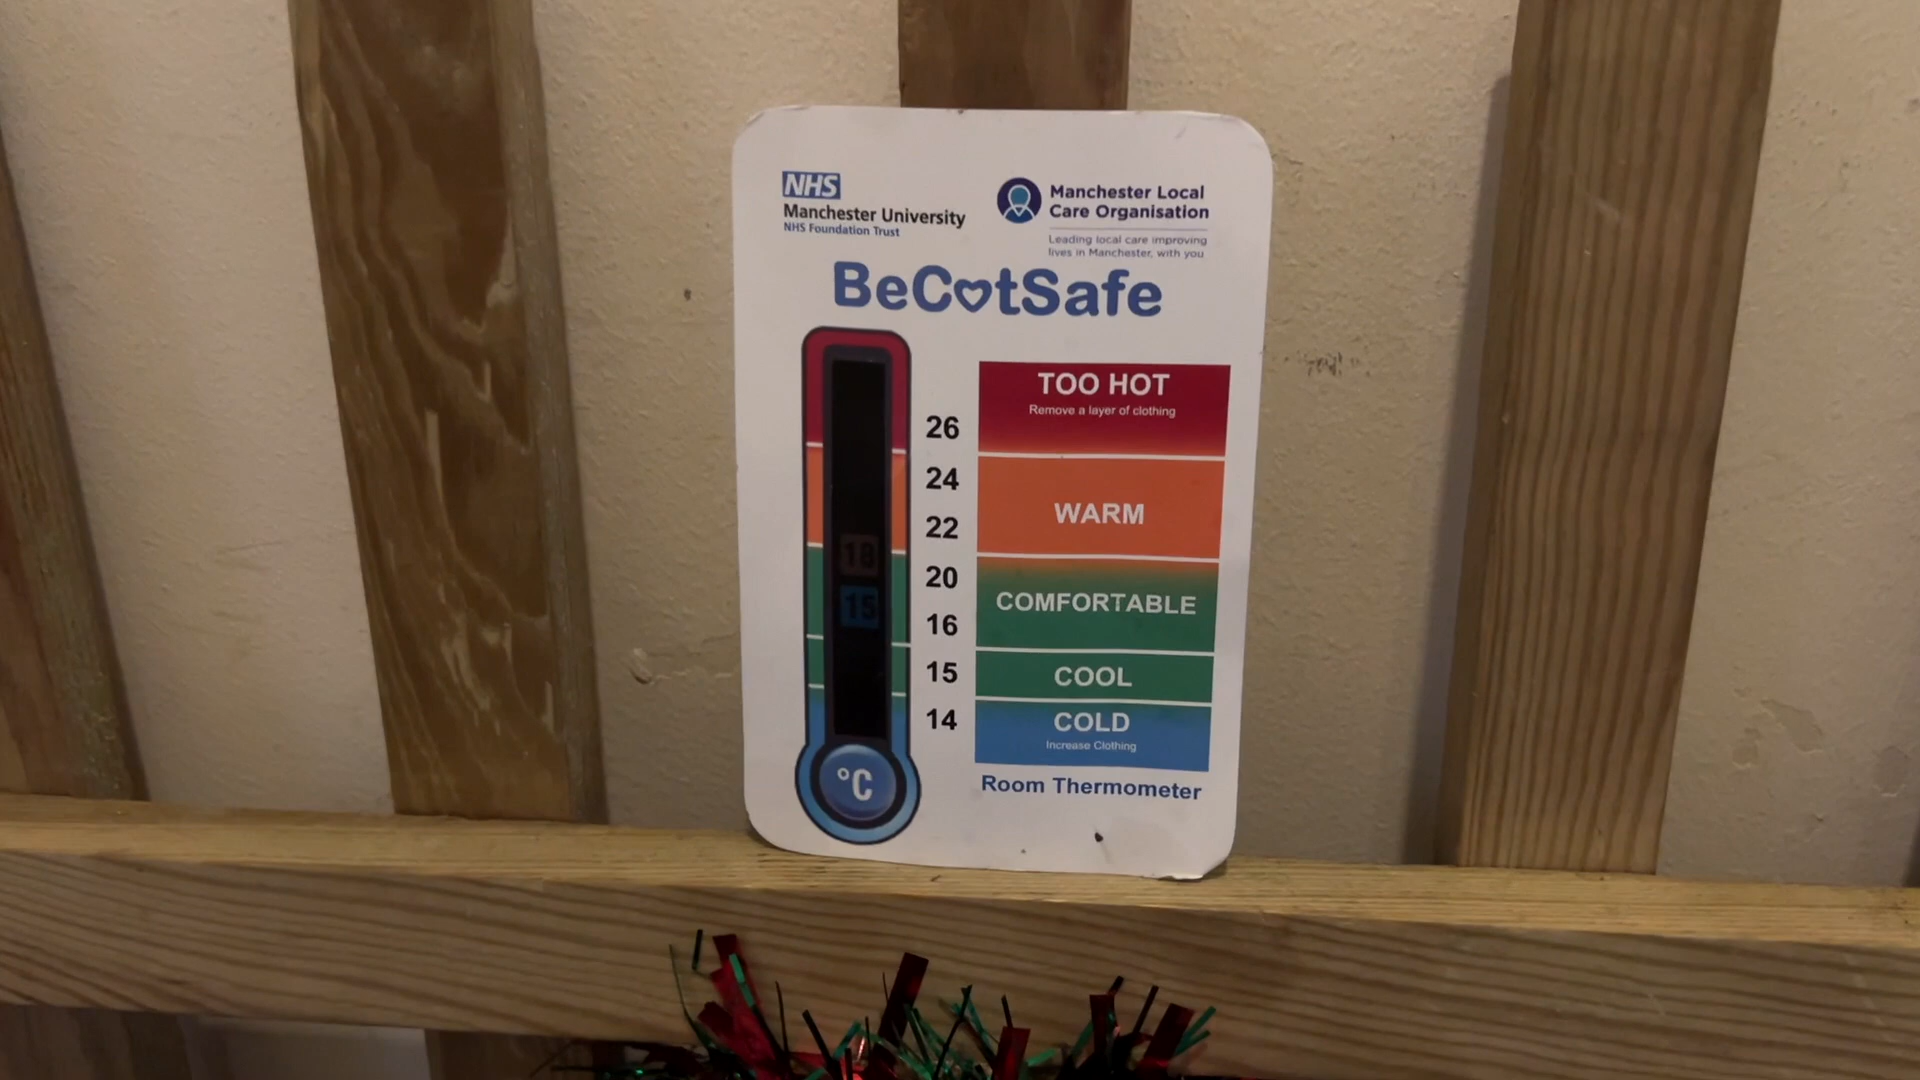 NHS
Manchester University
NHS Foundation Trust
Manchester Local
Care Organisation
Leading local care improving
lives in Manchester, with you
BeCotSafe
TOO HOT
Remove a layer of clothing
26
24
WARM
22
18
20
COMFORTABLE
15
16
15
COOL
14
COLD
Increase Clothing
°C
Room Thermometer